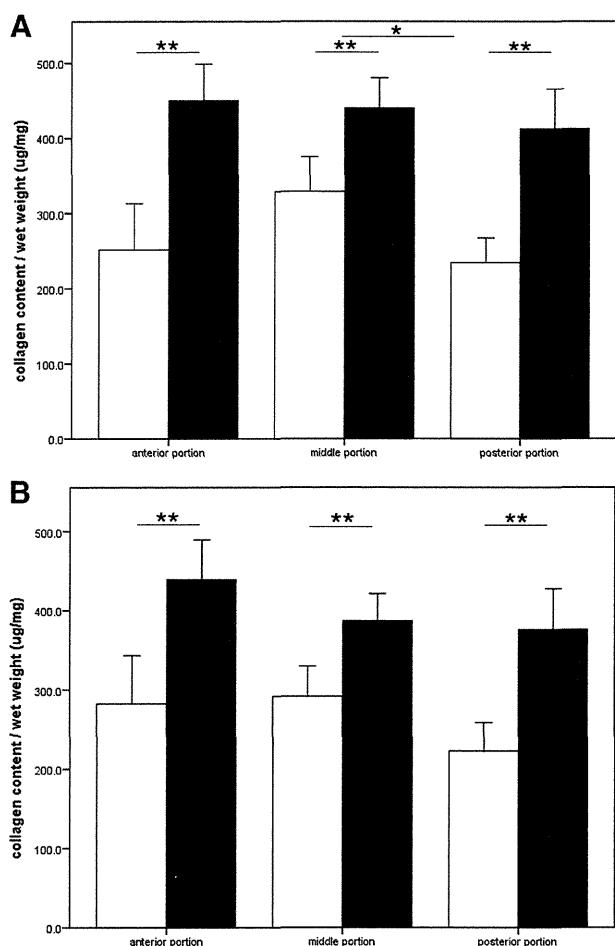 A
*
** ** **
500.0
400.0
300.0
200.0
100.0
0.0
collagen content / wet weight (ug/mg)
anterior portion middle portion posterior portion
B
** ** **
500.0
400.0
300.0
200.0
100.0
0.0
collagen content / wet weight (ug/mg)
anterior portion middle portion posterior portion